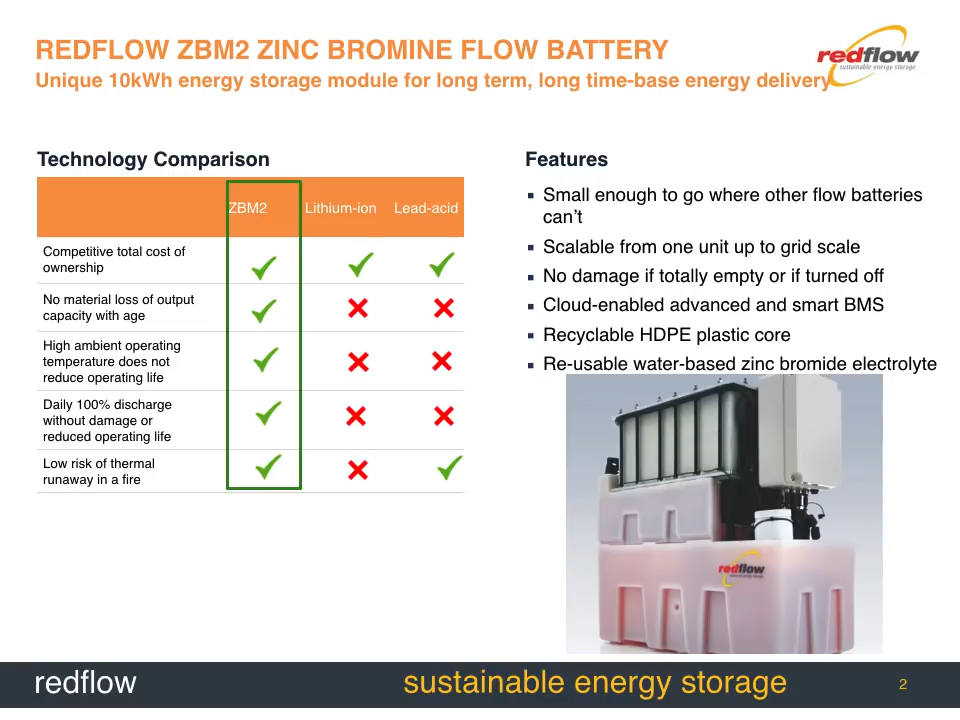 REDFLOW ZBM2 ZINC BROMINE FLOW BATTERY
Unique 10kWh energy storage module for long term, long time-base energy delivery
redflow
sustainable energy storage
Technology Comparison
ZBM2 Lithium-ion Lead-acid
Competitive total cost of
ownership
No material loss of output
capacity with age
High ambient operating
temperature does not
reduce operating life
Daily 100% discharge
without damage or
reduced operating life
Low risk of thermal
runaway in a fire
Features
▪ Small enough to go where other flow batteries
can’t
▪ Scalable from one unit up to grid scale
▪ No damage if totally empty or if turned off
▪ Cloud-enabled advanced and smart BMS
▪ Recyclable HDPE plastic core
▪ Re-usable water-based zinc bromide electrolyte
redflow
redflow
sustainable energy storage
2